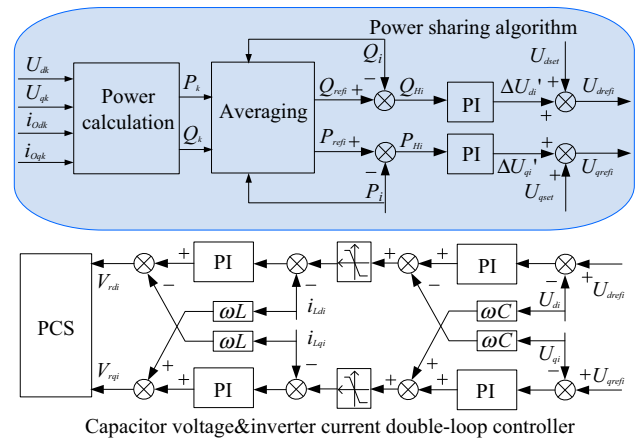 Power sharing algorithm
U_dk
U_qk
i_Odk
i_Oqk
Power calculation
P_k
Q_k
Averaging
Q_i
Q_refi + −
Q_Hi
PI
ΔU_di' +
U_dset +
U_drefi
P_refi + −
P_i
P_Hi
PI
ΔU_qi' +
U_qset +
U_qrefi
PCS
V_rdi
V_rqi
+ −
PI
+ −
i_Ldi
+ −
PI
− +
U_di
U_drefi
ωL
ωC
ωL
ωC
i_Lqi
U_qi
+ +
PI
+ −
+ +
PI
− +
U_qrefi
Capacitor voltage&inverter current double-loop controller